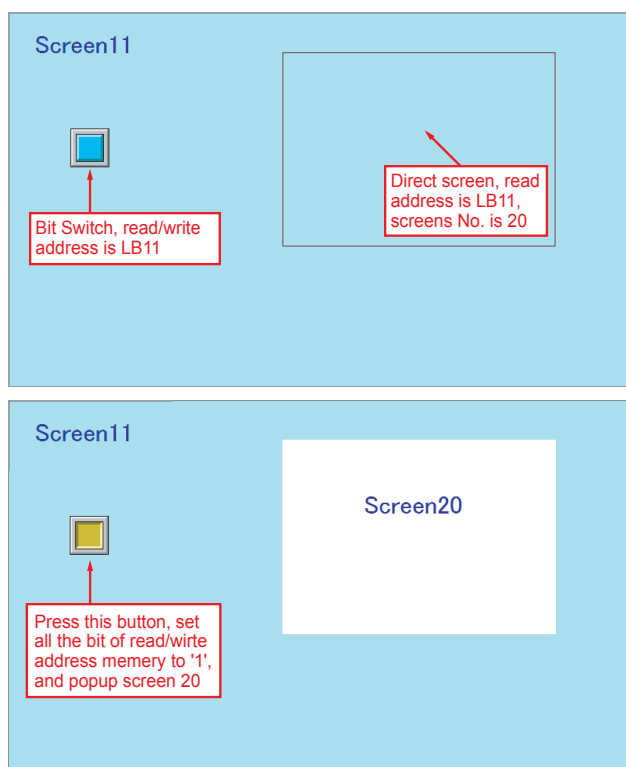 Screen11
Bit Switch, read/write
address is LB11
Direct screen, read
address is LB11,
screens No. is 20
Screen11
Screen20
Press this button, set
all the bit of read/wirte
address memery to '1',
and popup screen 20